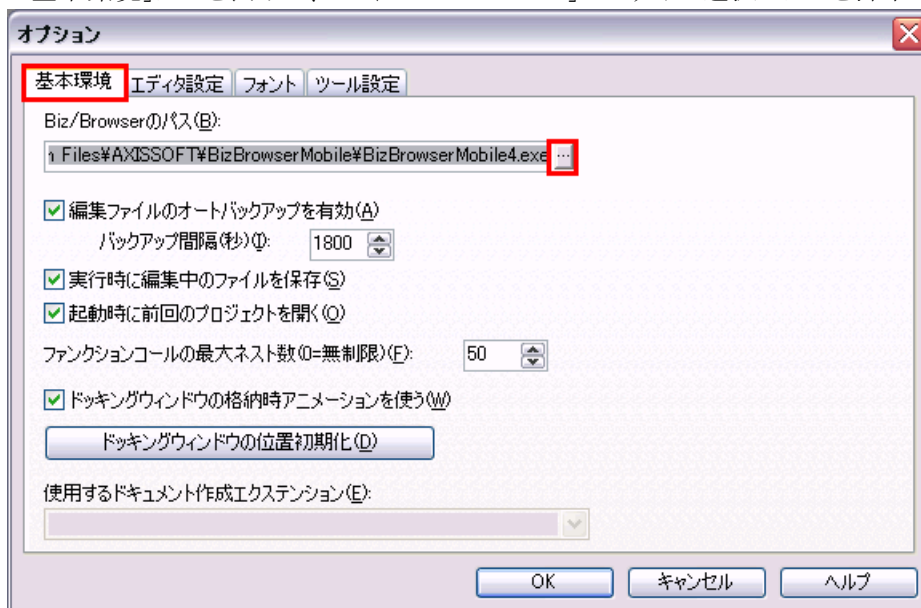 オプション
基本環境 エディタ設定 フォント ツール設定
Biz/Browserのパス(B):
Files¥AXISSOFT¥BizBrowserMobile¥BizBrowserMobile4.exe ...
編集ファイルのオートバックアップを有効(A)
バックアップ間隔(秒)(I): 1800
実行時に編集中のファイルを保存(S)
起動時に前回のプロジェクトを開く(O)
ファンクションコールの最大ネスト数(0=無制限)(F): 50
ドッキングウィンドウの格納時アニメーションを使う(W)
ドッキングウィンドウの位置初期化(D)
使用するドキュメント作成エクステンション(E):
OK キャンセル ヘルプ